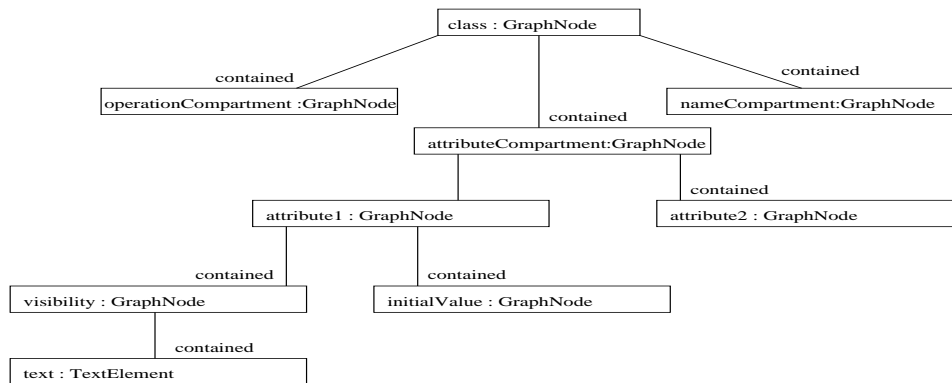 class : GraphNode
contained
contained
operationCompartment :GraphNode
nameCompartment:GraphNode
contained
attributeCompartment:GraphNode
contained
attribute1 : GraphNode
attribute2 : GraphNode
contained
contained
visibility : GraphNode
initialValue : GraphNode
contained
text : TextElement